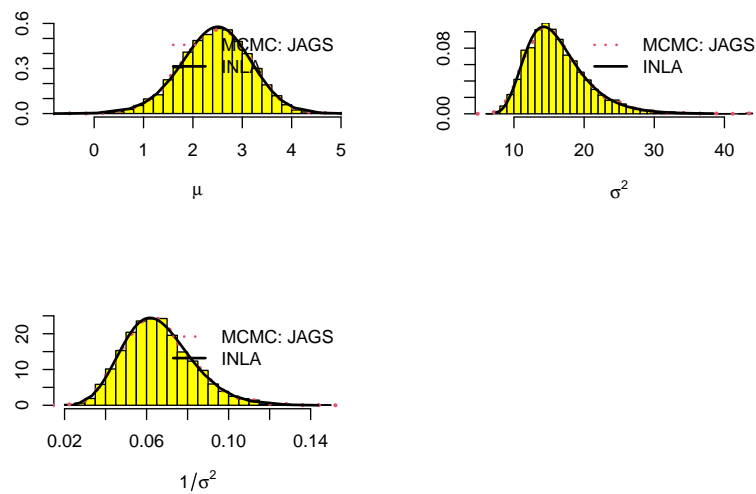 0.0 0.3 0.6
MCMC: JAGS
INLA
0 1 2 3 4 5
μ
0.00 0.08
MCMC: JAGS
INLA
10 20 30 40
σ²
0 10 20
MCMC: JAGS
INLA
0.02 0.06 0.10 0.14
1/σ²